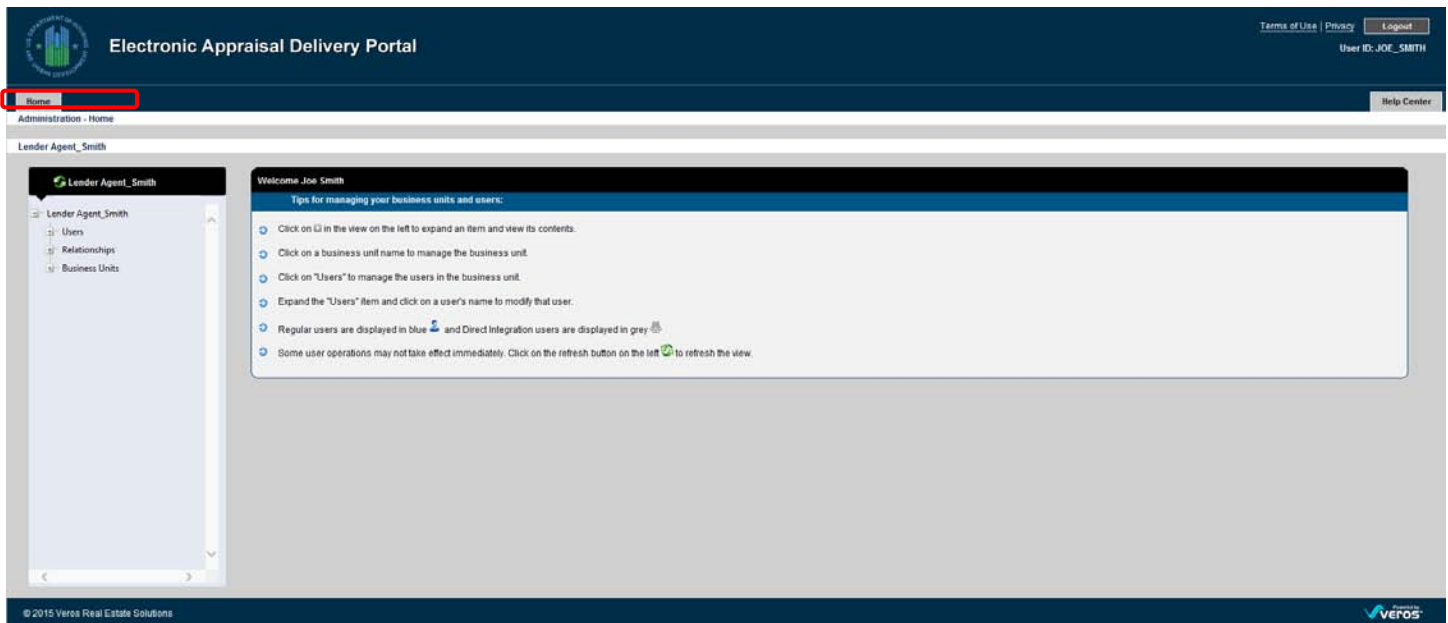 Electronic Appraisal Delivery Portal
Terms of Use | Privacy Logout
User ID: JOE_SMITH
Home
Help Center
Administration - Home
Lender Agent_Smith
Lender Agent_Smith
Lender Agent_Smith
Users
Relationships
Business Units
Welcome Joe Smith
Tips for managing your business units and users:
Click on in the view on the left to expand an item and view its contents.
Click on a business unit name to manage the business unit.
Click on "Users" to manage the users in the business unit.
Expand the "Users" item and click on a user's name to modify that user.
Regular users are displayed in blue and Direct Integration users are displayed in grey
Some user operations may not take effect immediately. Click on the refresh button on the left to refresh the view.
© 2015 Veros Real Estate Solutions
Powered by
veros